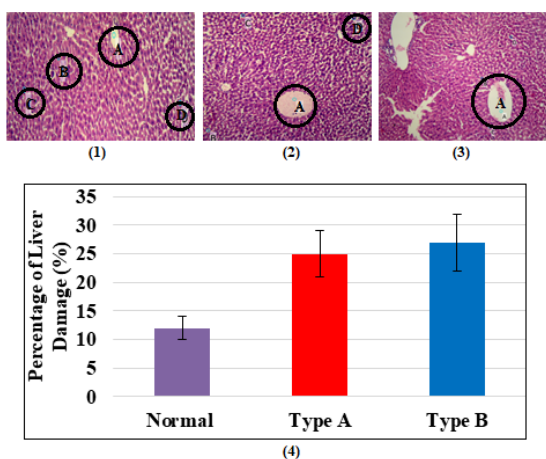 A
B
C
D
A
D
A
(1)
(2)
(3)
Percentage of Liver
Damage (%)
35
30
25
20
15
10
5
0
Normal
Type A
Type B
(4)